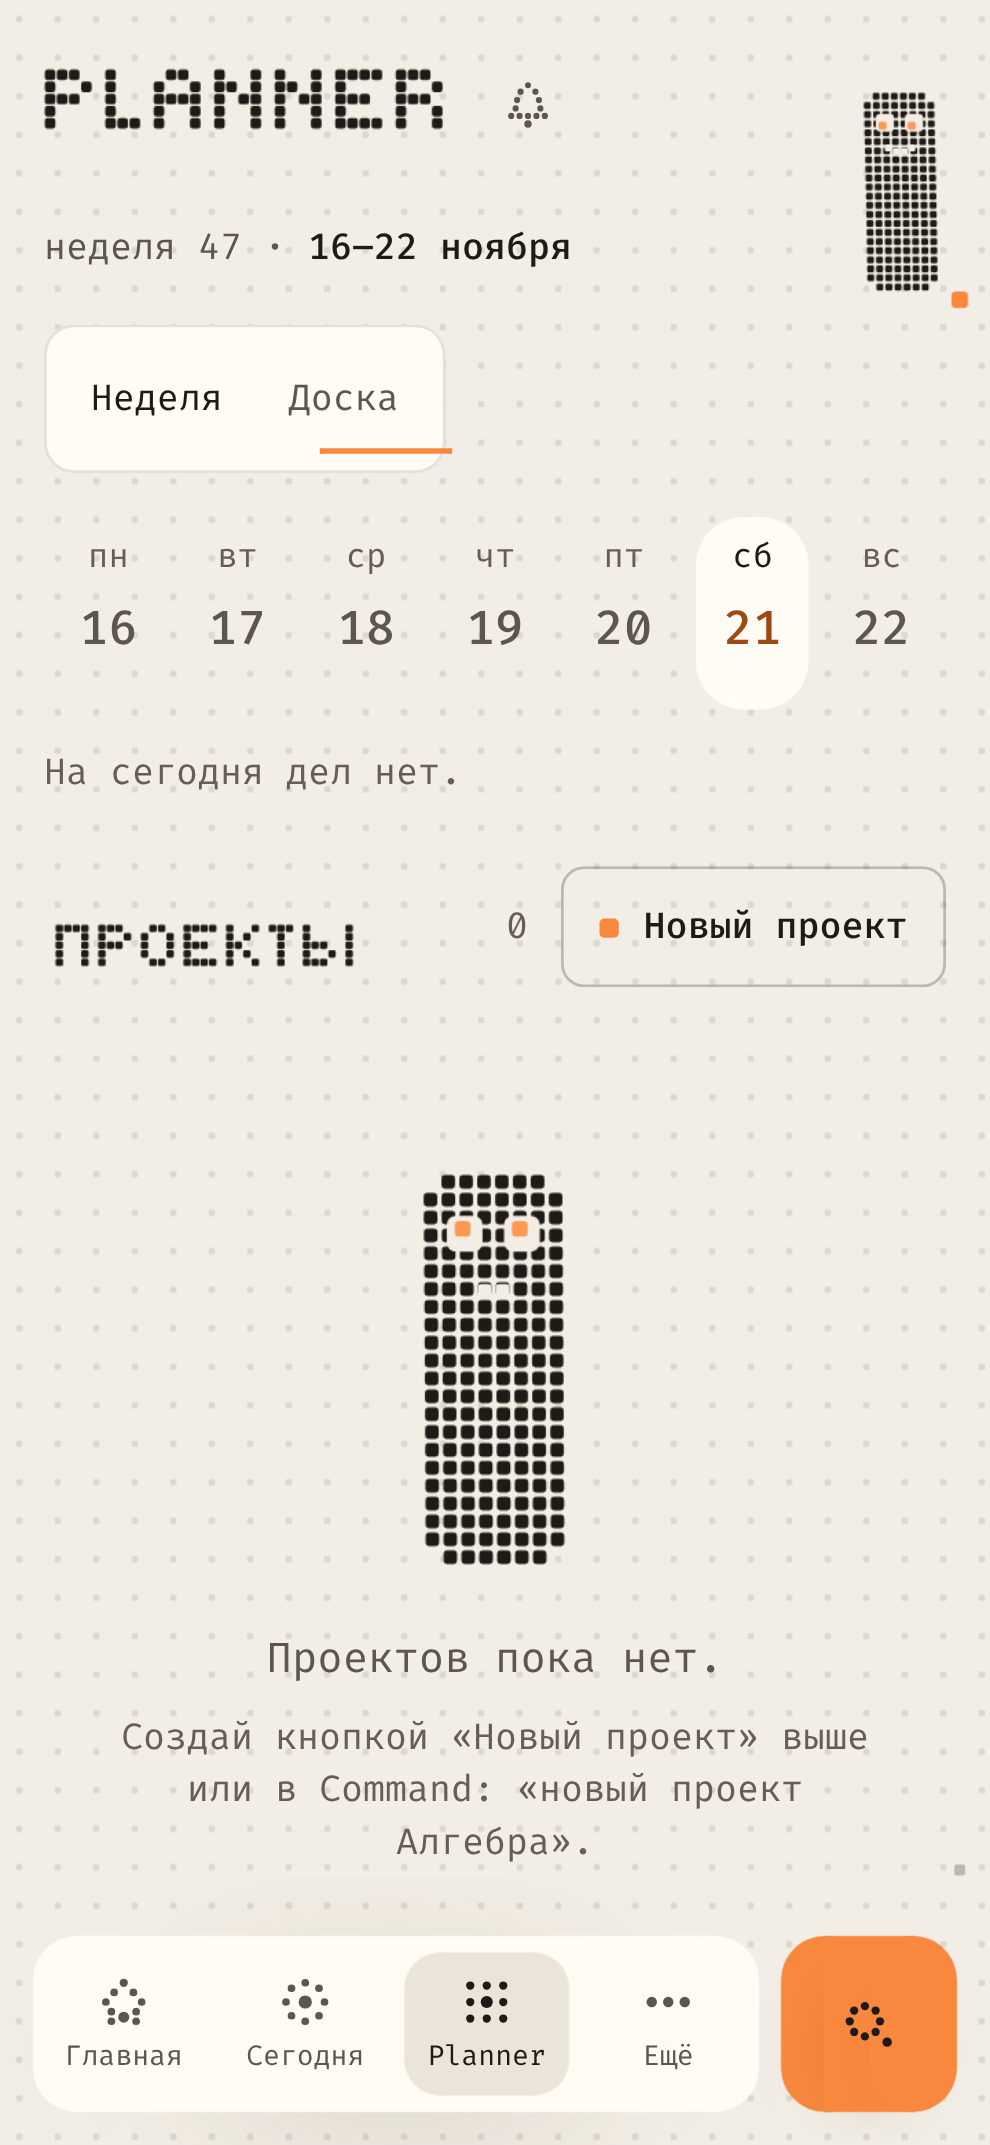 PLANNER
неделя 47 · 16–22 ноября
Неделя Доска
пн вт ср чт пт сб вс
16 17 18 19 20 21 22
На сегодня дел нет.
ПРОЕКТЫ 0 Новый проект
Проектов пока нет.
Создай кнопкой «Новый проект» выше
или в Command: «новый проект
Алгебра».
Главная Сегодня Planner Ещё